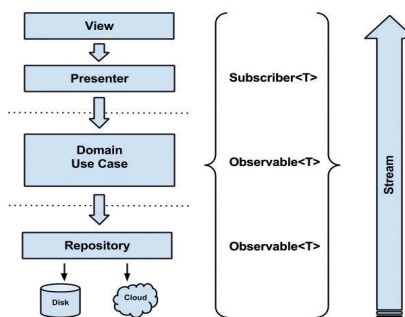 View
Presenter
Domain
Use Case
Repository
Disk
Cloud
Subscriber<T>
Observable<T>
Observable<T>
Stream